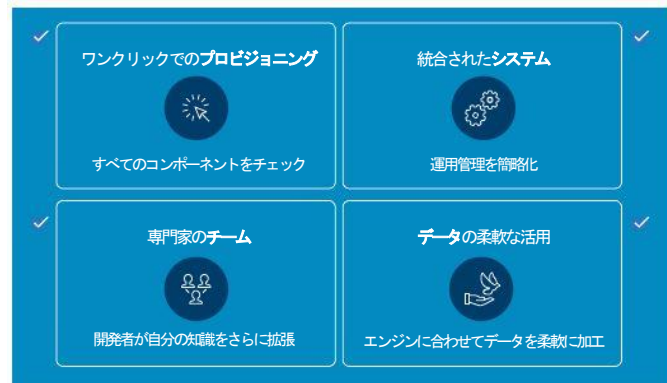 ワンクリックでのプロビジョニング
すべてのコンポーネントをチェック
統合されたシステム
運用管理を簡略化
専門家のチーム
開発者が自分の知識をさらに拡張
データの柔軟な活用
エンジンに合わせてデータを柔軟に加工